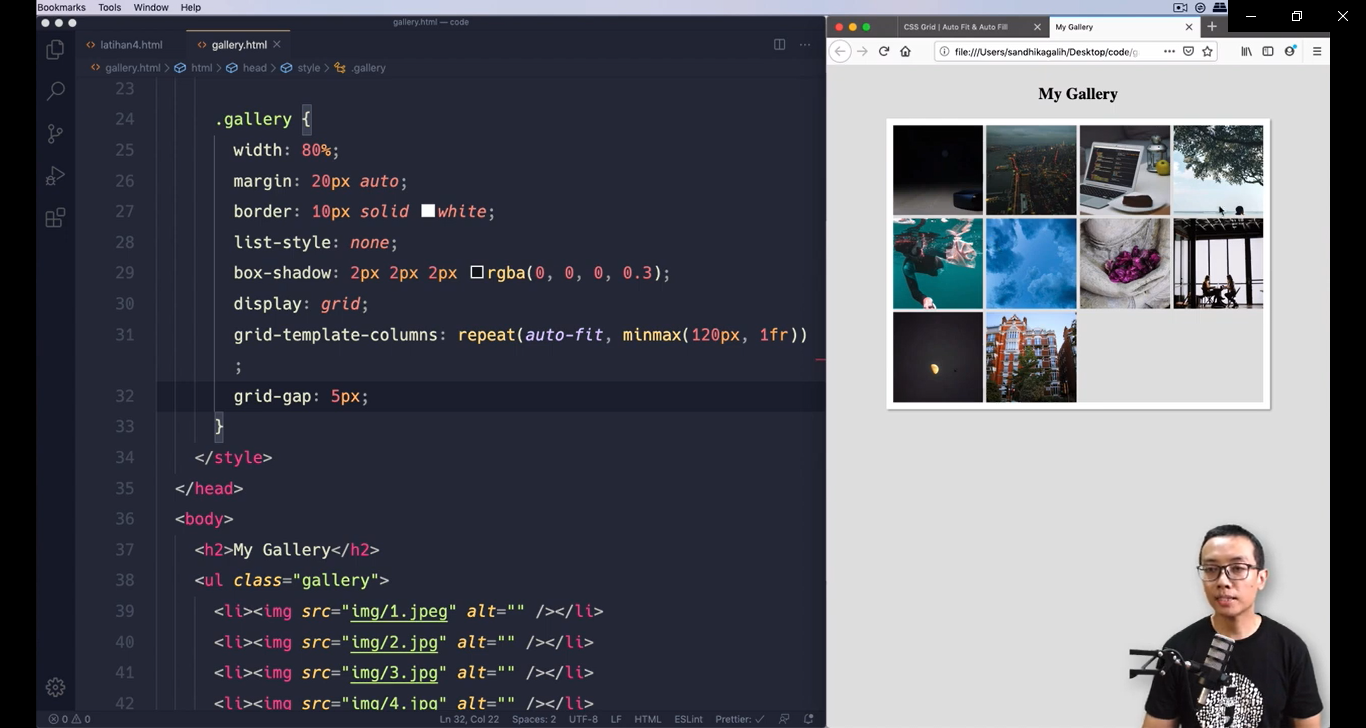 Bookmarks Tools Window Help
gallery.html — code
latihan4.html gallery.html
gallery.html > html > head > style > .gallery
23
24 .gallery {
25 width: 80%;
26 margin: 20px auto;
27 border: 10px solid white;
28 list-style: none;
29 box-shadow: 2px 2px 2px rgba(0, 0, 0, 0.3);
30 display: grid;
31 grid-template-columns: repeat(auto-fit, minmax(120px, 1fr))
;
32 grid-gap: 5px;
33 }
34 </style>
35 </head>
36 <body>
37 <h2>My Gallery</h2>
38 <ul class="gallery">
39 <li><img src="img/1.jpeg" alt="" /></li>
40 <li><img src="img/2.jpg" alt="" /></li>
41 <li><img src="img/3.jpg" alt="" /></li>
42 <li><img src="img/4.jpg" alt="" /></li>
0 0 Ln 32, Col 22 Spaces: 2 UTF-8 LF HTML ESLint Prettier: ✓
CSS Grid | Auto Fit & Auto Fill My Gallery
file:///Users/sandhikagalih/Desktop/code/g
My Gallery